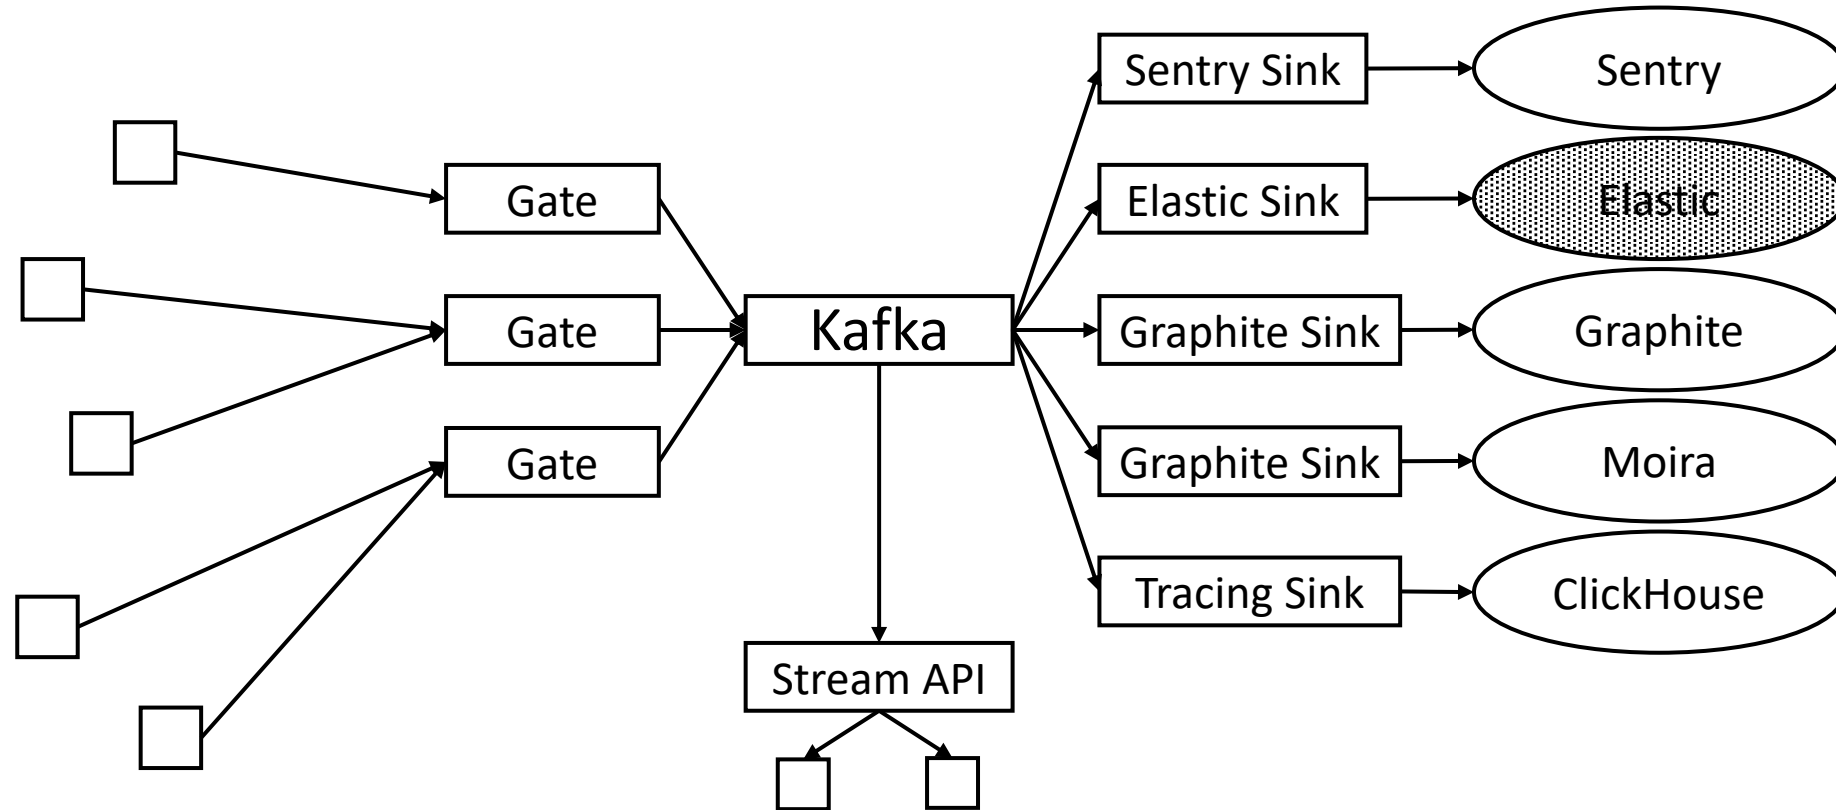 Sentry Sink
Sentry
Gate
Elastic Sink
Elastic
Gate
Kafka
Graphite Sink
Graphite
Gate
Graphite Sink
Moira
Tracing Sink
ClickHouse
Stream API